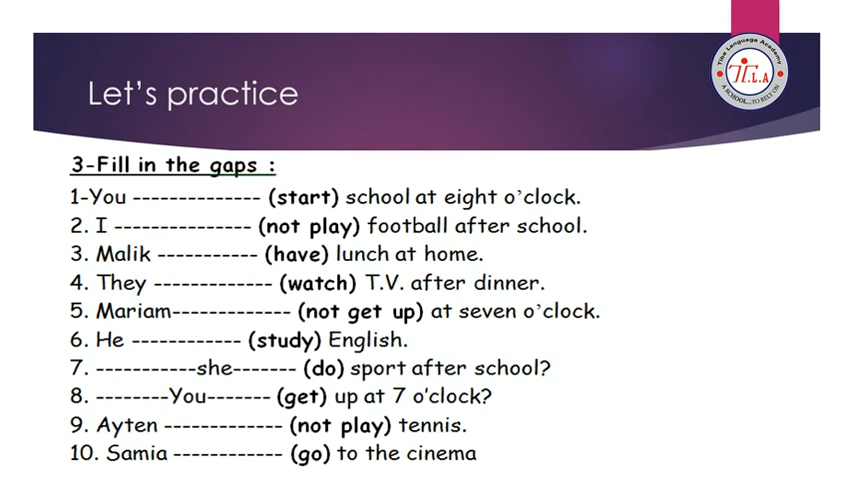 Let's practice
Tiba Language Academy
T.L.A
A SCHOOL...TO RELY ON
3-Fill in the gaps :
1-You -------------- (start) school at eight o'clock.
2. I --------------- (not play) football after school.
3. Malik ----------- (have) lunch at home.
4. They ------------- (watch) T.V. after dinner.
5. Mariam------------- (not get up) at seven o'clock.
6. He ------------ (study) English.
7. -----------she------- (do) sport after school?
8. --------You------- (get) up at 7 o'clock?
9. Ayten ------------- (not play) tennis.
10. Samia ------------ (go) to the cinema